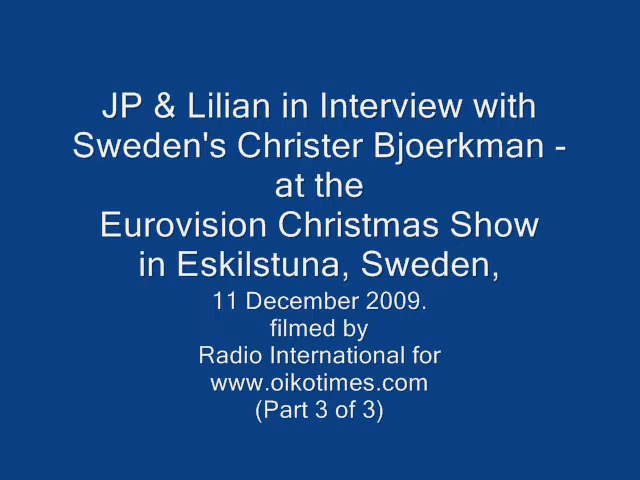 JP & Lilian in Interview with
Sweden's Christer Bjoerkman -
at the
Eurovision Christmas Show
in Eskilstuna, Sweden,
11 December 2009.
filmed by
Radio International for
www.oikotimes.com
(Part 3 of 3)